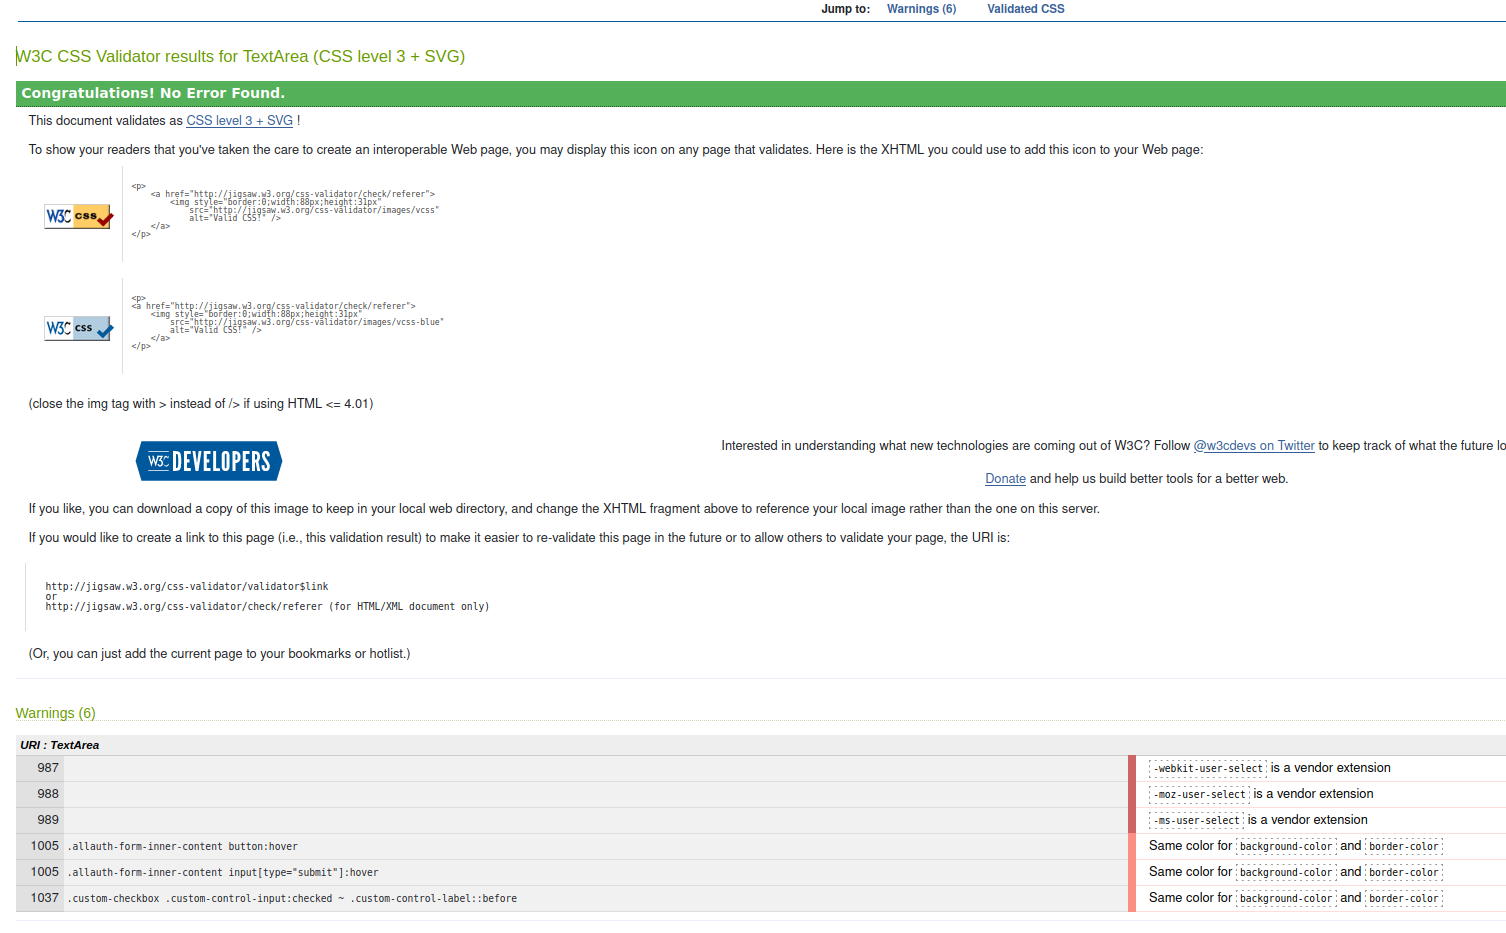 Jump to: Warnings (6) Validated CSS
W3C CSS Validator results for TextArea (CSS level 3 + SVG)
Congratulations! No Error Found.
This document validates as CSS level 3 + SVG !
To show your readers that you've taken the care to create an interoperable Web page, you may display this icon on any page that validates. Here is the XHTML you could use to add this icon to your Web page:
<p>
<a href="http://jigsaw.w3.org/css-validator/check/referer">
<img style="border:0;width:88px;height:31px"
src="http://jigsaw.w3.org/css-validator/images/vcss"
alt="Valid CSS!" />
</a>
</p>
W3C css
<p>
<a href="http://jigsaw.w3.org/css-validator/check/referer">
<img style="border:0;width:88px;height:31px"
src="http://jigsaw.w3.org/css-validator/images/vcss-blue"
alt="Valid CSS!" />
</a>
</p>
W3C css
(close the img tag with > instead of /> if using HTML <= 4.01)
W3C DEVELOPERS
Interested in understanding what new technologies are coming out of W3C? Follow @w3cdevs on Twitter to keep track of what the future lo
Donate and help us build better tools for a better web.
If you like, you can download a copy of this image to keep in your local web directory, and change the XHTML fragment above to reference your local image rather than the one on this server.
If you would like to create a link to this page (i.e., this validation result) to make it easier to re-validate this page in the future or to allow others to validate your page, the URI is:
http://jigsaw.w3.org/css-validator/validator$link
or
http://jigsaw.w3.org/css-validator/check/referer (for HTML/XML document only)
(Or, you can just add the current page to your bookmarks or hotlist.)
Warnings (6)
URI : TextArea
987 -webkit-user-select is a vendor extension
988 -moz-user-select is a vendor extension
989 -ms-user-select is a vendor extension
1005 .allauth-form-inner-content button:hover Same color for background-color and border-color
1005 .allauth-form-inner-content input[type="submit"]:hover Same color for background-color and border-color
1037 .custom-checkbox .custom-control-input:checked ~ .custom-control-label::before Same color for background-color and border-color